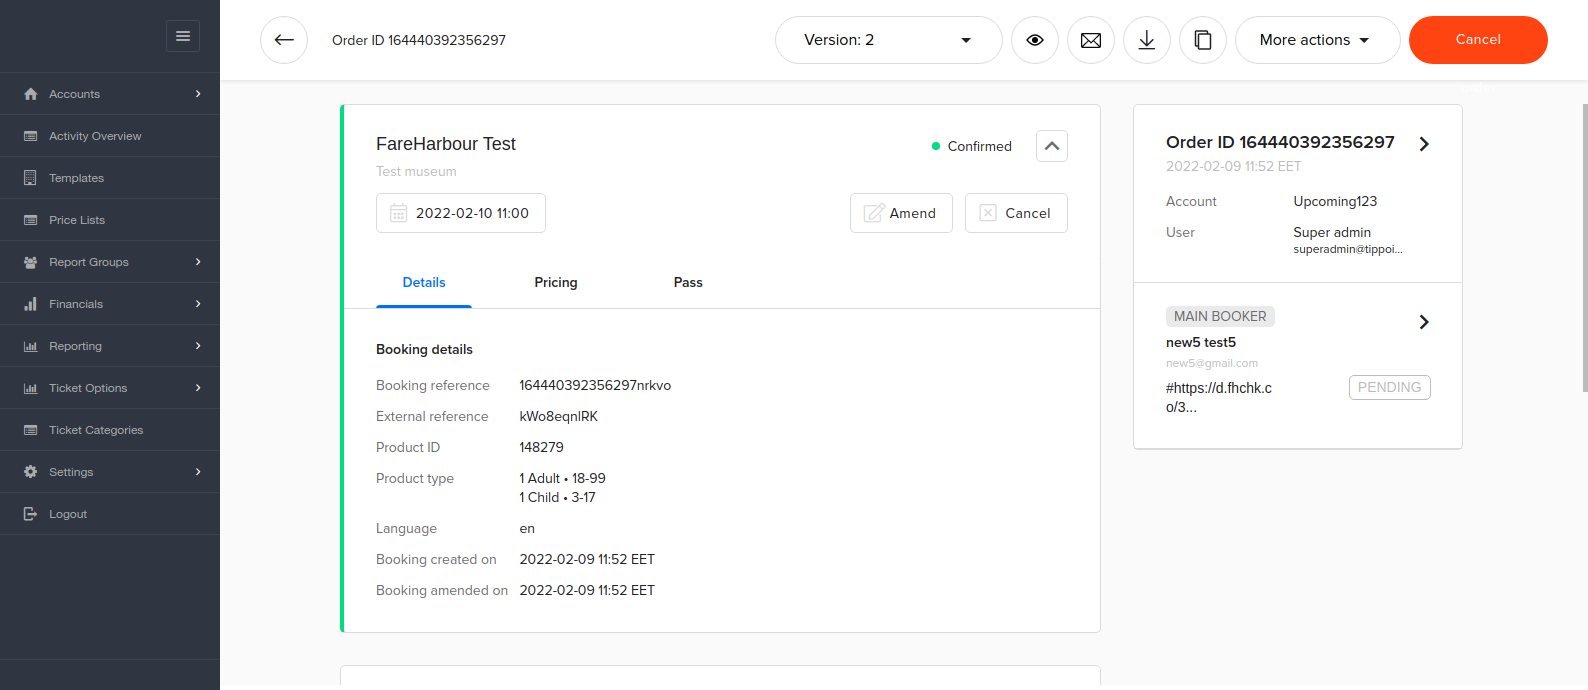 Order ID 164440392356297
Version: 2
More actions
Cancel
Accounts
Activity Overview
Templates
Price Lists
Report Groups
Financials
Reporting
Ticket Options
Ticket Categories
Settings
Logout
FareHarbour Test
Confirmed
Test museum
2022-02-10 11:00
Amend
Cancel
Details
Pricing
Pass
Booking details
Booking reference 164440392356297nrkvo
External reference kWo8eqnlRK
Product ID 148279
Product type 1 Adult • 18-99
1 Child • 3-17
Language en
Booking created on 2022-02-09 11:52 EET
Booking amended on 2022-02-09 11:52 EET
Order ID 164440392356297
2022-02-09 11:52 EET
Account Upcoming123
User Super admin
superadmin@tippoi...
MAIN BOOKER
new5 test5
new5@gmail.com
#https://d.fhchk.c
o/3...
PENDING